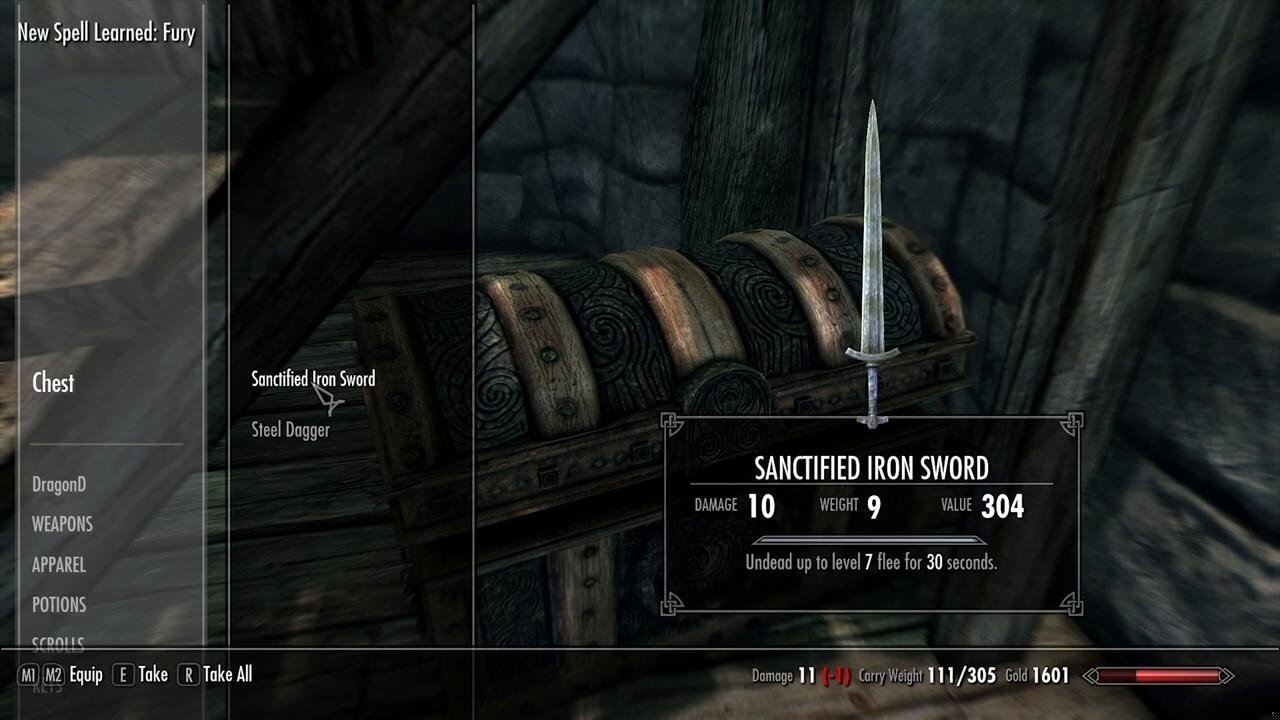 New Spell Learned: Fury
Chest
DragonD
WEAPONS
APPAREL
POTIONS
SCROLLS
KEYS
Sanctified Iron Sword
Steel Dagger
SANCTIFIED IRON SWORD
DAMAGE 10 WEIGHT 9 VALUE 304
Undead up to level 7 flee for 30 seconds.
M1 M2 Equip E Take R Take All
Damage 11 (-1) Carry Weight 111/305 Gold 1601